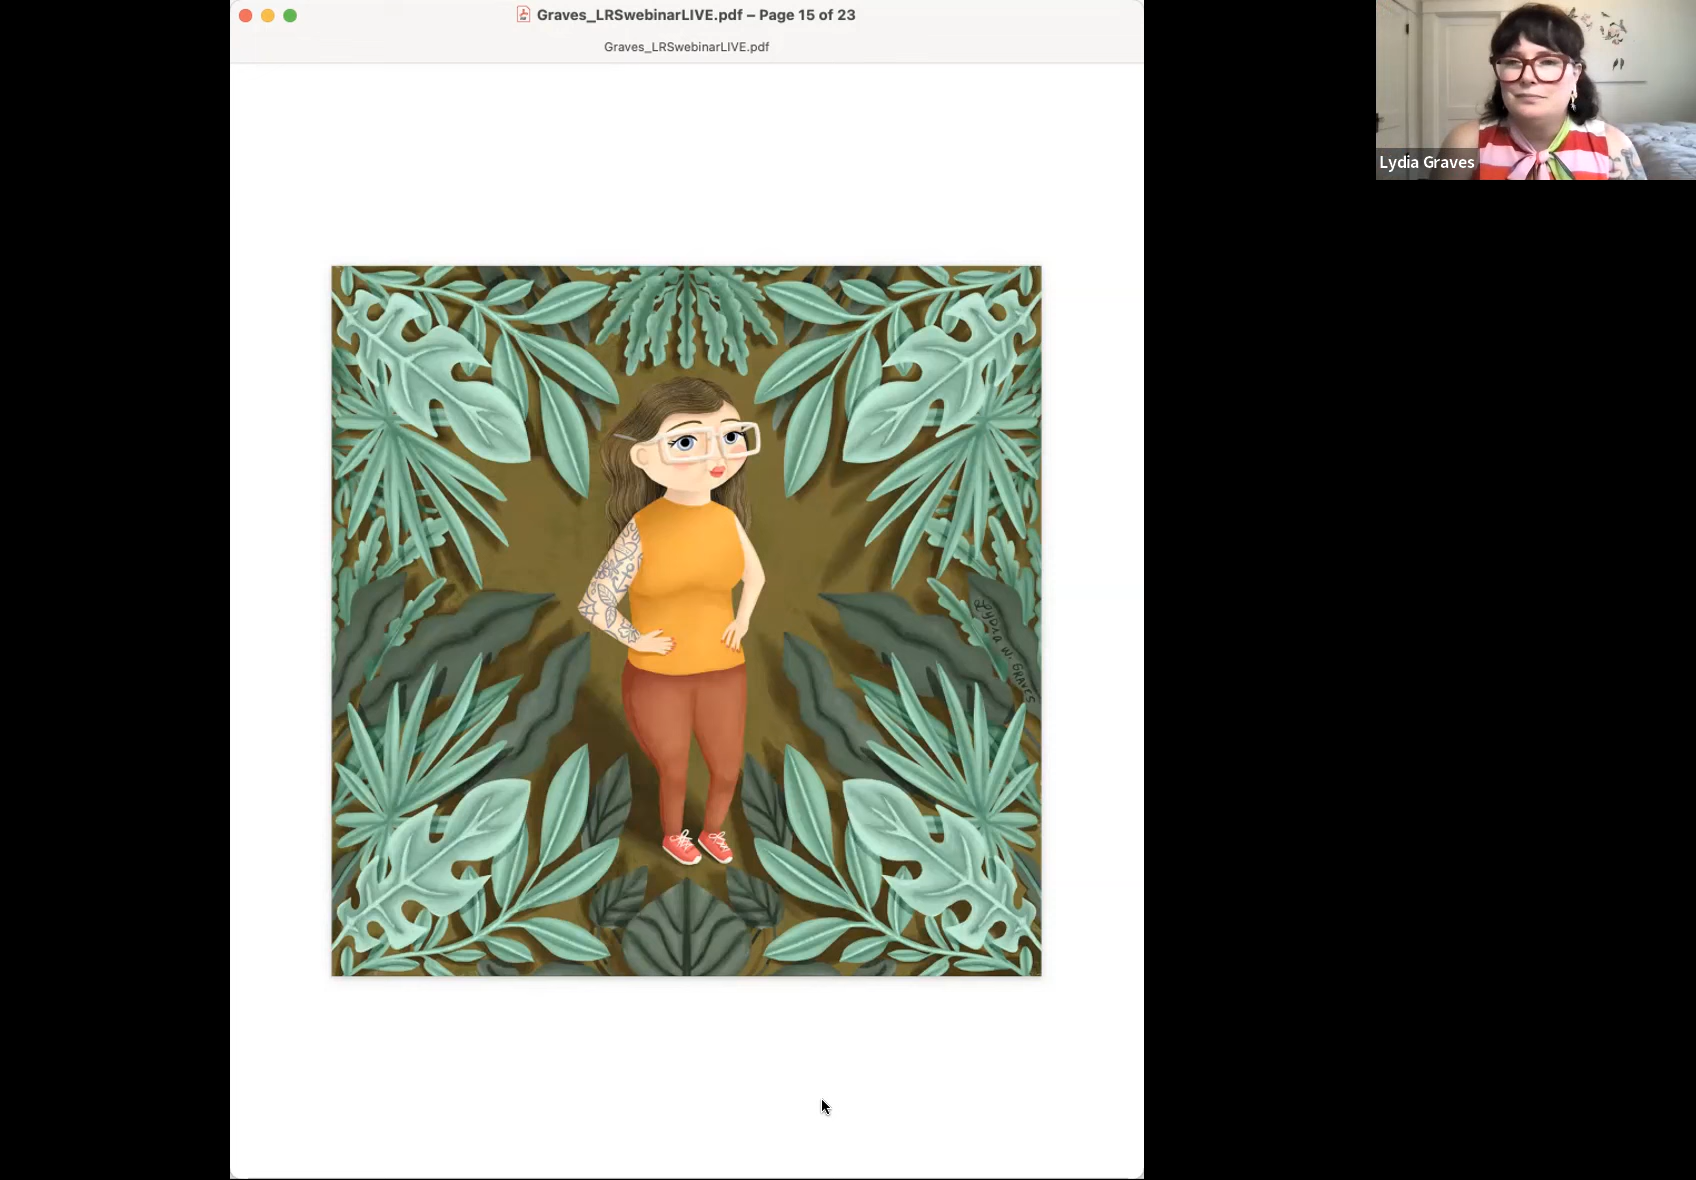 Graves_LRSwebinarLIVE.pdf – Page 15 of 23
Graves_LRSwebinarLIVE.pdf
Lydia Graves
Lydia W. Graves